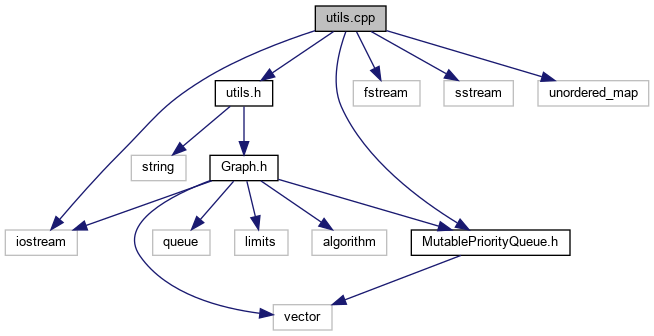 utils.cpp
utils.h
fstream
sstream
unordered_map
string
Graph.h
iostream
queue
limits
algorithm
MutablePriorityQueue.h
vector